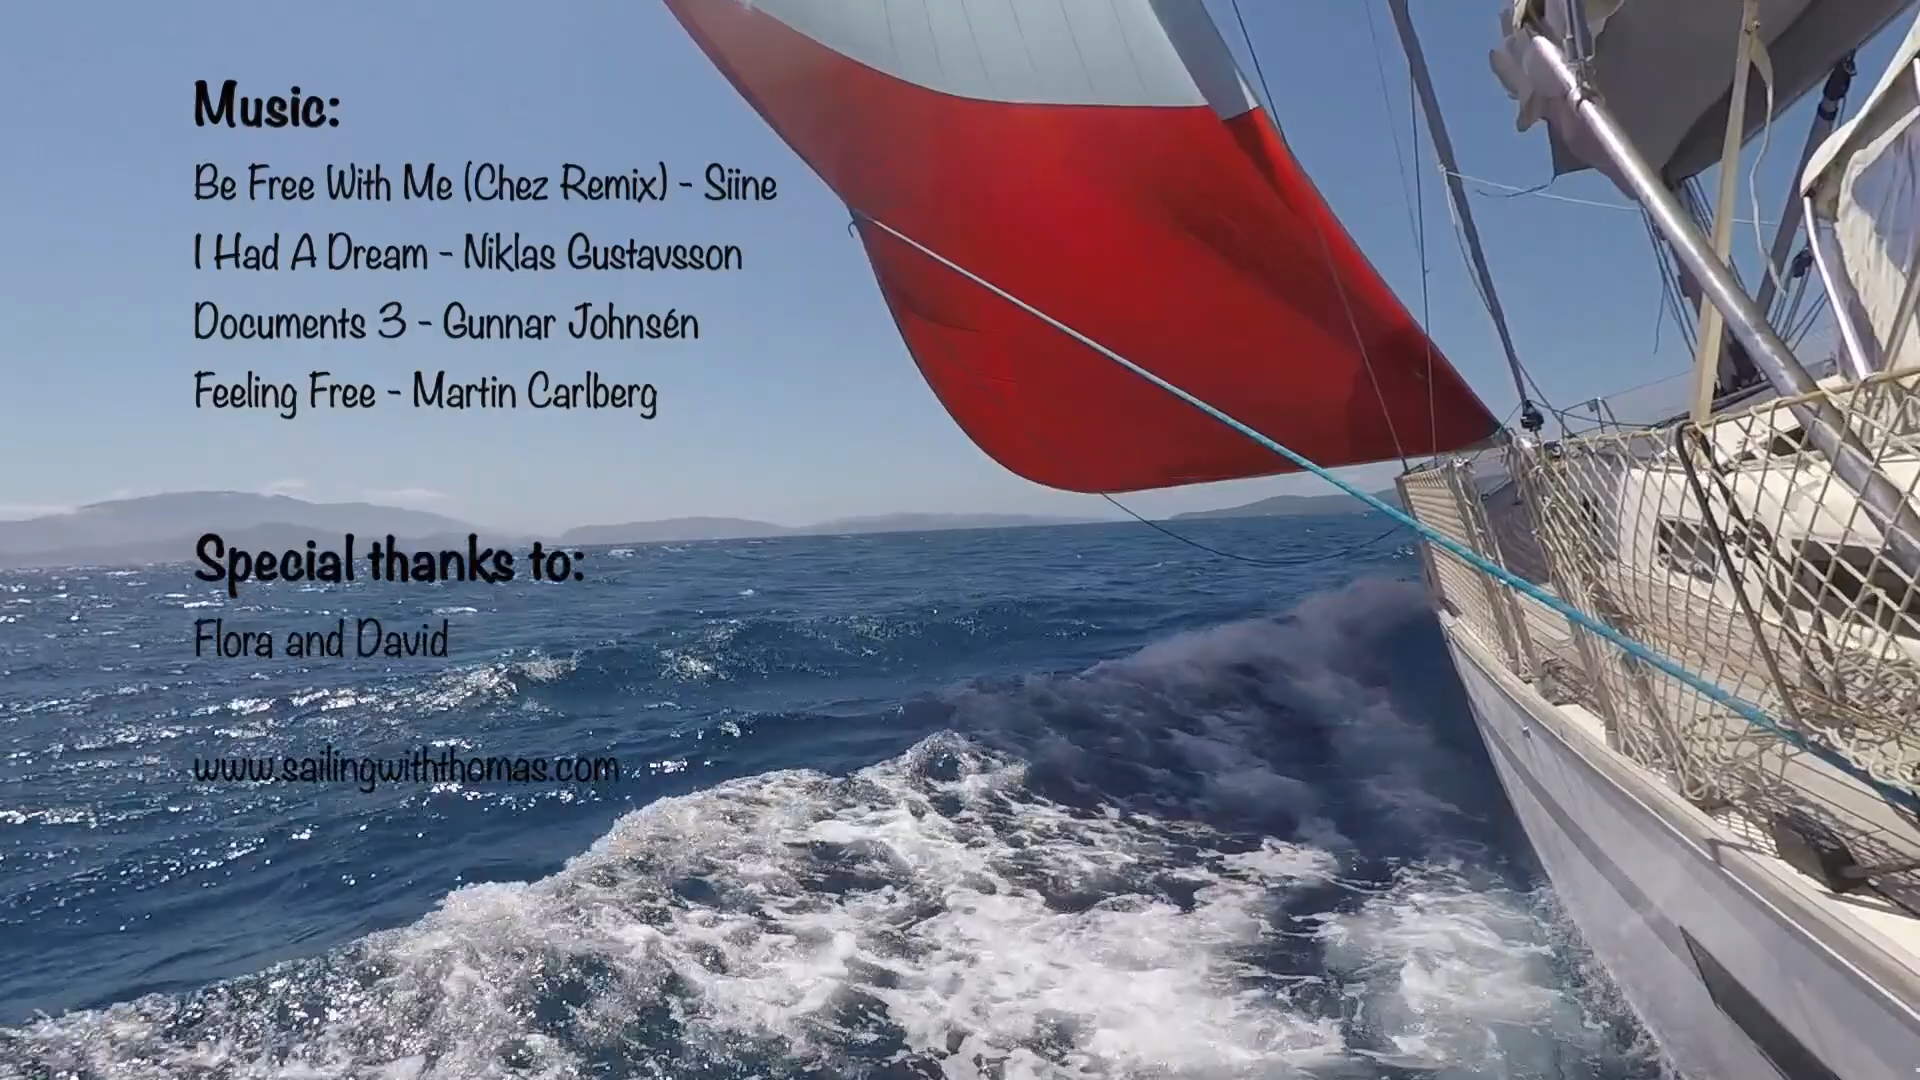 Music:
Be Free With Me (Chez Remix) - Siine
I Had A Dream - Niklas Gustavsson
Documents 3 - Gunnar Johnsén
Feeling Free - Martin Carlberg
Special thanks to:
Flora and David
www.sailingwiththomas.com